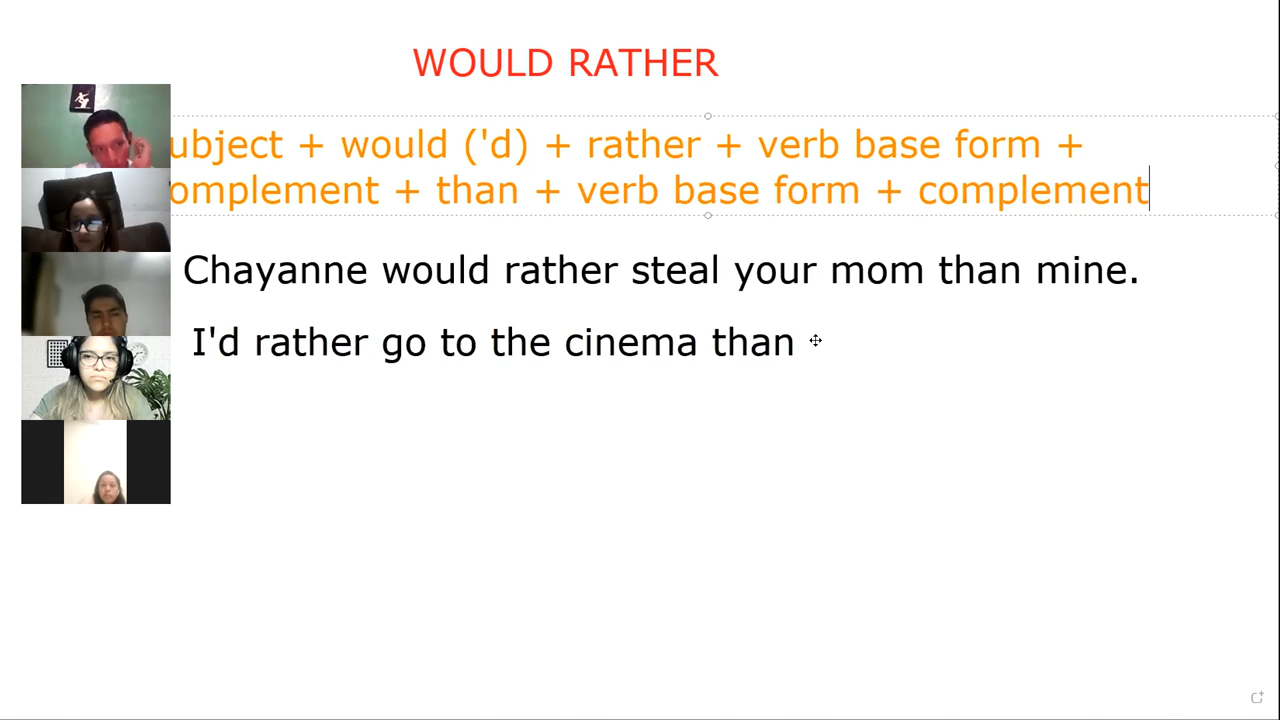 WOULD RATHER
ubject + would ('d) + rather + verb base form +
omplement + than + verb base form + complement
Chayanne would rather steal your mom than mine.
I'd rather go to the cinema than